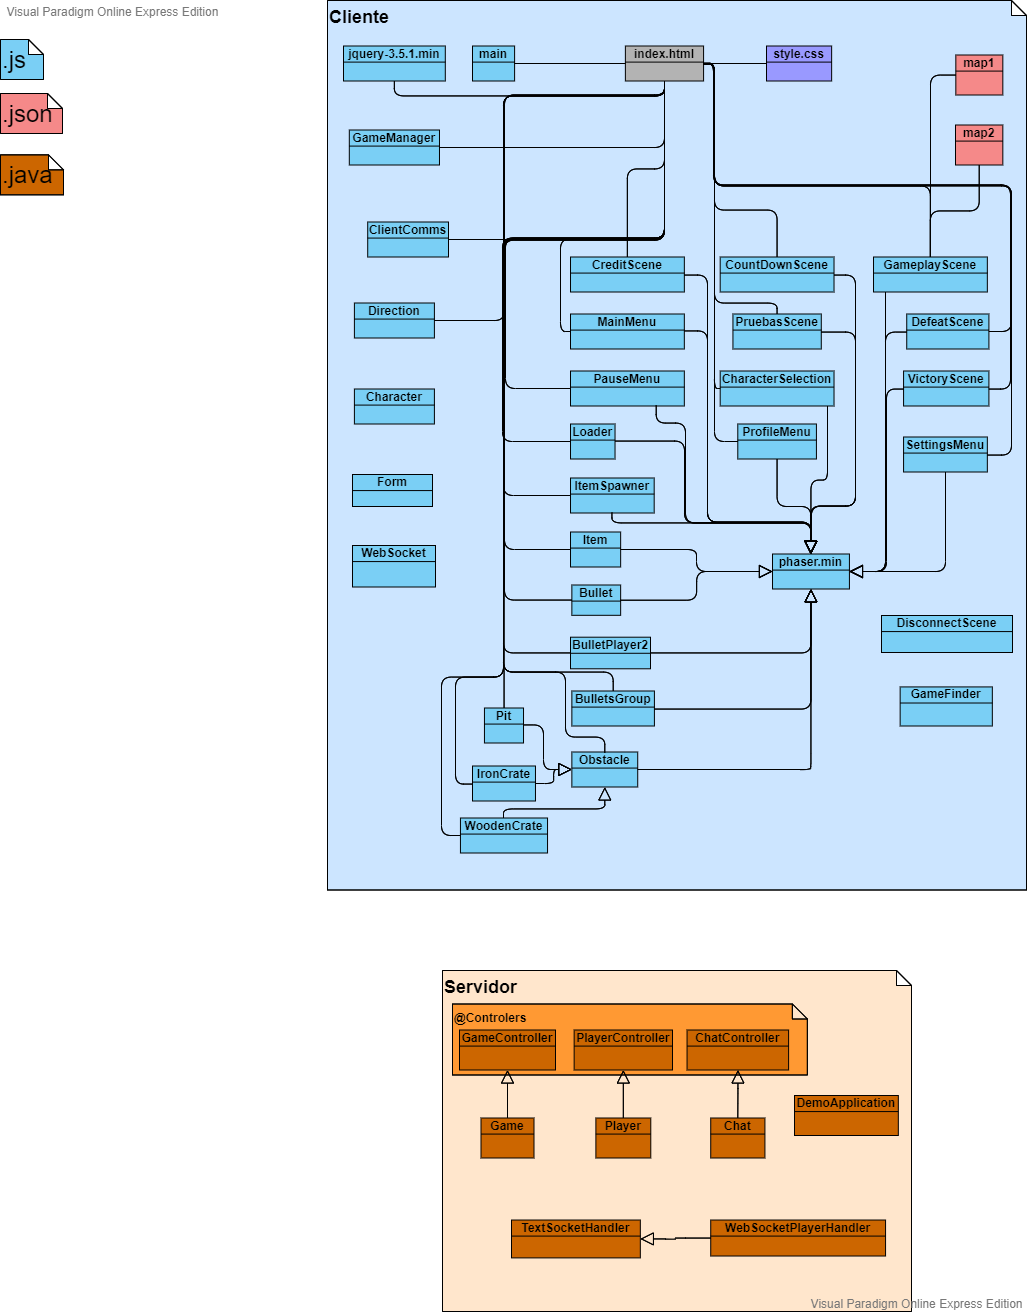 Visual Paradigm Online Express Edition
.js
.json
.java
Cliente
jquery-3.5.1.min
main
index.html
style.css
map1
map2
GameManager
ClientComms
CreditScene
CountDownScene
GameplayScene
Direction
MainMenu
PruebasScene
DefeatScene
PauseMenu
CharacterSelection
VictoryScene
Character
Loader
ProfileMenu
SettingsMenu
Form
ItemSpawner
WebSocket
Item
phaser.min
Bullet
DisconnectScene
BulletPlayer2
GameFinder
BulletsGroup
Pit
Obstacle
IronCrate
WoodenCrate
Servidor
@Controlers
GameController
PlayerController
ChatController
DemoApplication
Game
Player
Chat
TextSocketHandler
WebSocketPlayerHandler
Visual Paradigm Online Express Edition